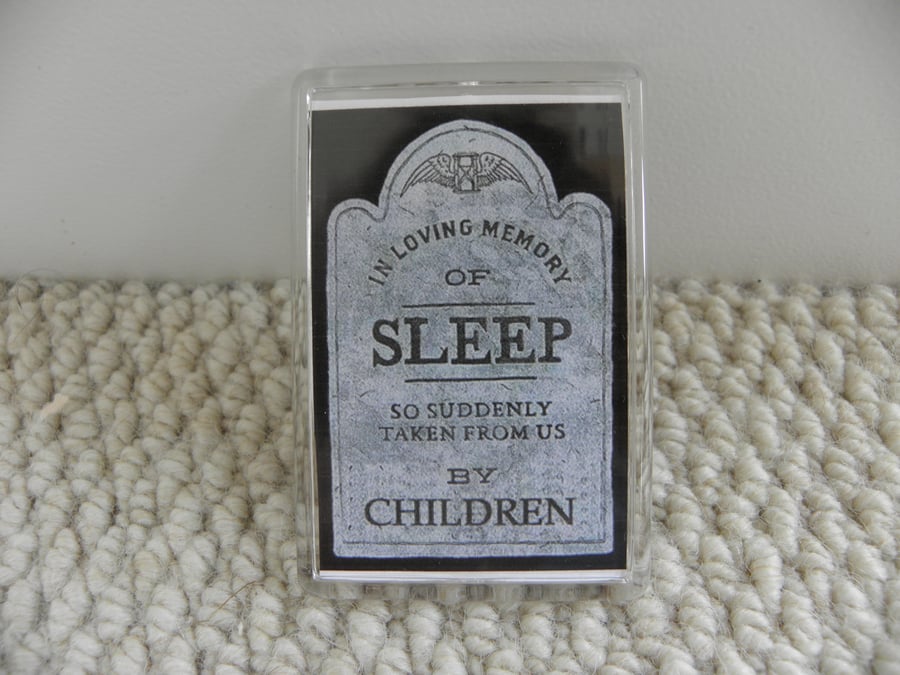 IN LOVING MEMORY
OF
SLEEP
SO SUDDENLY
TAKEN FROM US
BY
CHILDREN